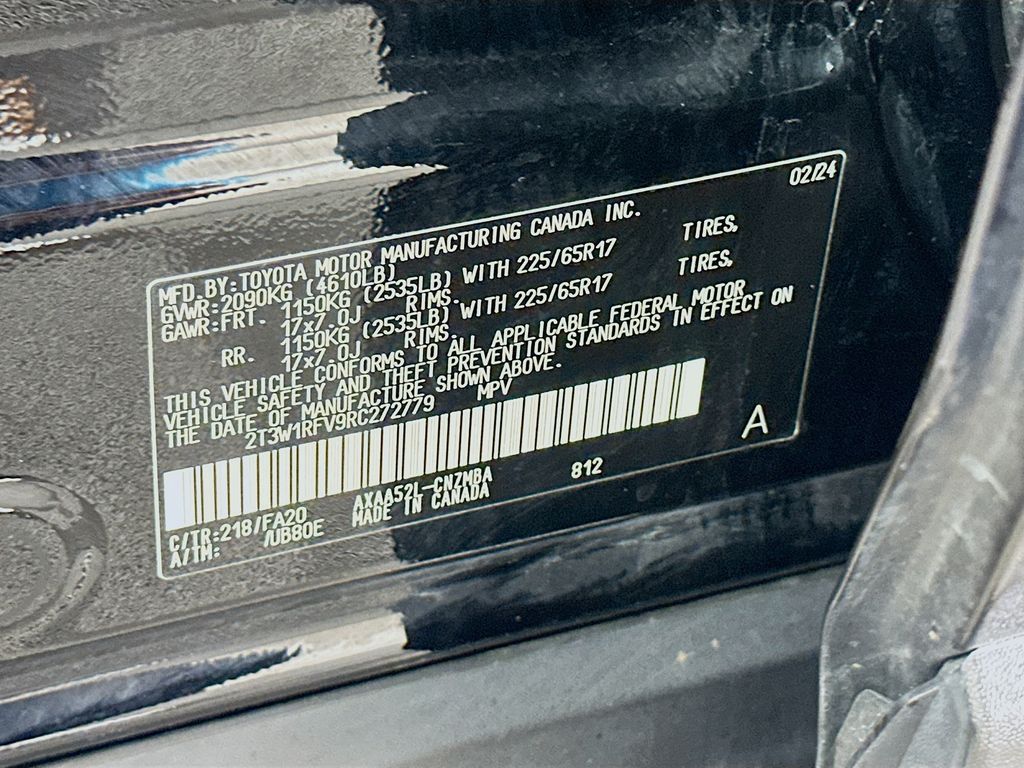 02/24
MFD. BY: TOYOTA MOTOR MANUFACTURING CANADA INC.
GVWR: 2090KG (4610LB)
GAWR: FRT. 1150KG (2535LB) WITH 225/65R17 TIRES,
17x7.0J RIMS.
RR. 1150KG (2535LB) WITH 225/65R17 TIRES,
17x7.0J RIMS.
THIS VEHICLE CONFORMS TO ALL APPLICABLE FEDERAL MOTOR
VEHICLE SAFETY AND THEFT PREVENTION STANDARDS IN EFFECT ON
THE DATE OF MANUFACTURE SHOWN ABOVE.
2T3W1RFV9RC272779 MPV
A
C/TR: 218/FA20 AXAA52L-CNZMBA 812
A/TM: /UB80E MADE IN CANADA